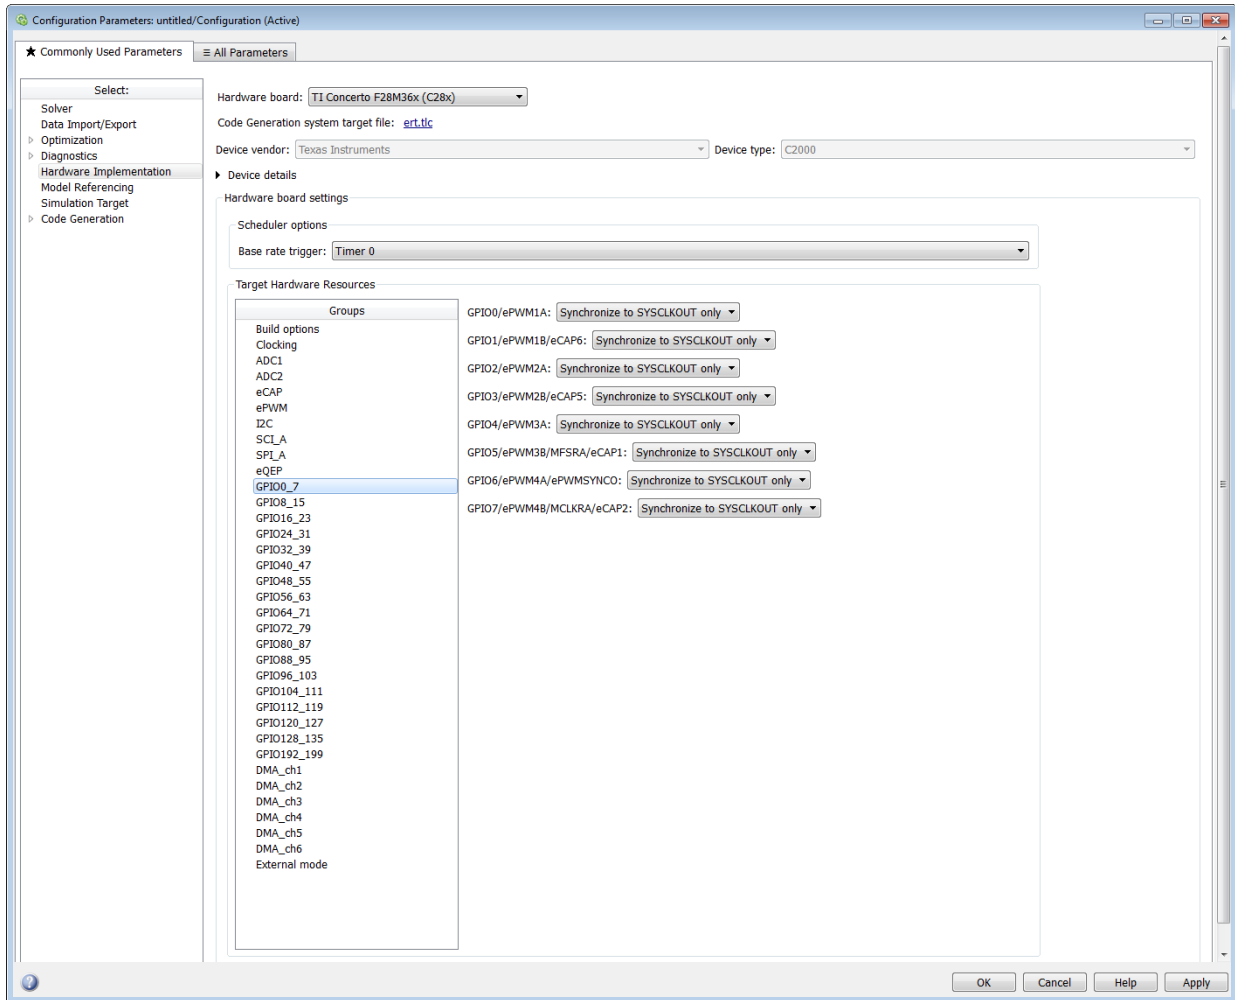 Configuration Parameters: untitled/Configuration (Active)
★ Commonly Used Parameters
≡ All Parameters
Select:
Solver
Data Import/Export
Optimization
Diagnostics
Hardware Implementation
Model Referencing
Simulation Target
Code Generation
Hardware board: TI Concerto F28M36x (C28x)
Code Generation system target file: ert.tlc
Device vendor: Texas Instruments Device type: C2000
Device details
Hardware board settings
Scheduler options
Base rate trigger: Timer 0
Target Hardware Resources
Groups
Build options
Clocking
ADC1
ADC2
eCAP
ePWM
I2C
SCI_A
SPI_A
eQEP
GPIO0_7
GPIO8_15
GPIO16_23
GPIO24_31
GPIO32_39
GPIO40_47
GPIO48_55
GPIO56_63
GPIO64_71
GPIO72_79
GPIO80_87
GPIO88_95
GPIO96_103
GPIO104_111
GPIO112_119
GPIO120_127
GPIO128_135
GPIO192_199
DMA_ch1
DMA_ch2
DMA_ch3
DMA_ch4
DMA_ch5
DMA_ch6
External mode
GPIO0/ePWM1A: Synchronize to SYSCLKOUT only
GPIO1/ePWM1B/eCAP6: Synchronize to SYSCLKOUT only
GPIO2/ePWM2A: Synchronize to SYSCLKOUT only
GPIO3/ePWM2B/eCAP5: Synchronize to SYSCLKOUT only
GPIO4/ePWM3A: Synchronize to SYSCLKOUT only
GPIO5/ePWM3B/MFSRA/eCAP1: Synchronize to SYSCLKOUT only
GPIO6/ePWM4A/ePWMSYNCO: Synchronize to SYSCLKOUT only
GPIO7/ePWM4B/MCLKRA/eCAP2: Synchronize to SYSCLKOUT only
OK Cancel Help Apply